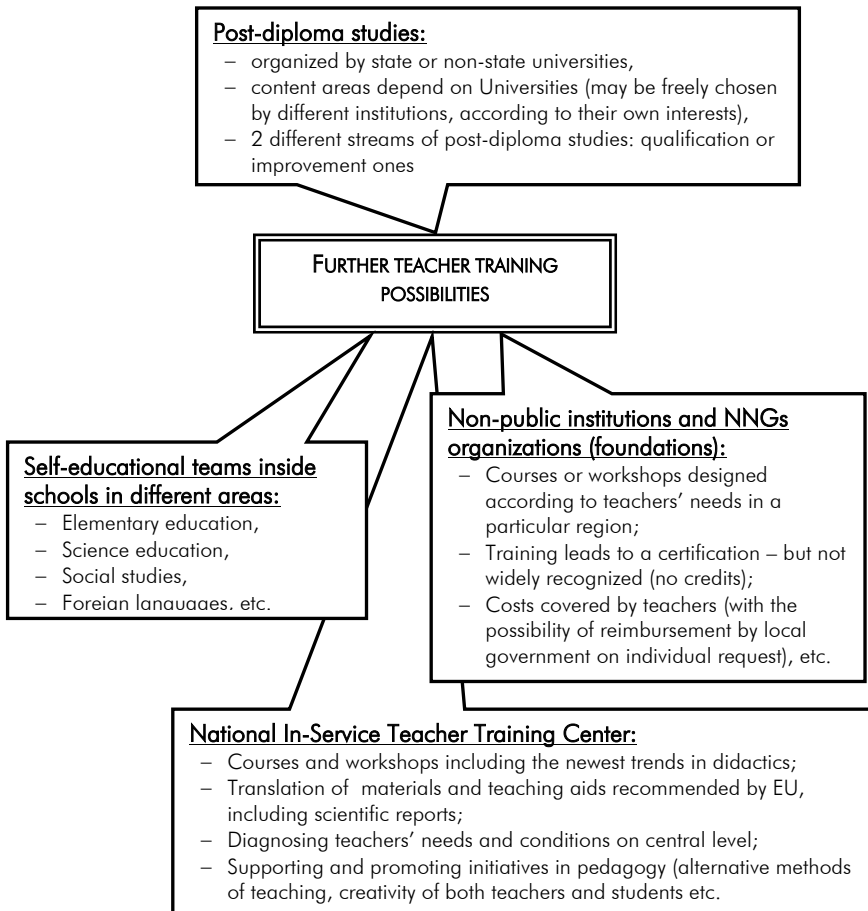 Post-diploma studies:
– organized by state or non-state universities,
– content areas depend on Universities (may be freely chosen
by different institutions, according to their own interests),
– 2 different streams of post-diploma studies: qualification or
improvement ones
FURTHER TEACHER TRAINING
POSSIBILITIES
Self-educational teams inside
schools in different areas:
– Elementary education,
– Science education,
– Social studies,
– Foreign languages, etc.
Non-public institutions and NNGs
organizations (foundations):
– Courses or workshops designed
according to teachers’ needs in a
particular region;
– Training leads to a certification – but not
widely recognized (no credits);
– Costs covered by teachers (with the
possibility of reimbursement by local
government on individual request), etc.
National In-Service Teacher Training Center:
– Courses and workshops including the newest trends in didactics;
– Translation of materials and teaching aids recommended by EU,
including scientific reports;
– Diagnosing teachers’ needs and conditions on central level;
– Supporting and promoting initiatives in pedagogy (alternative methods
of teaching, creativity of both teachers and students etc.